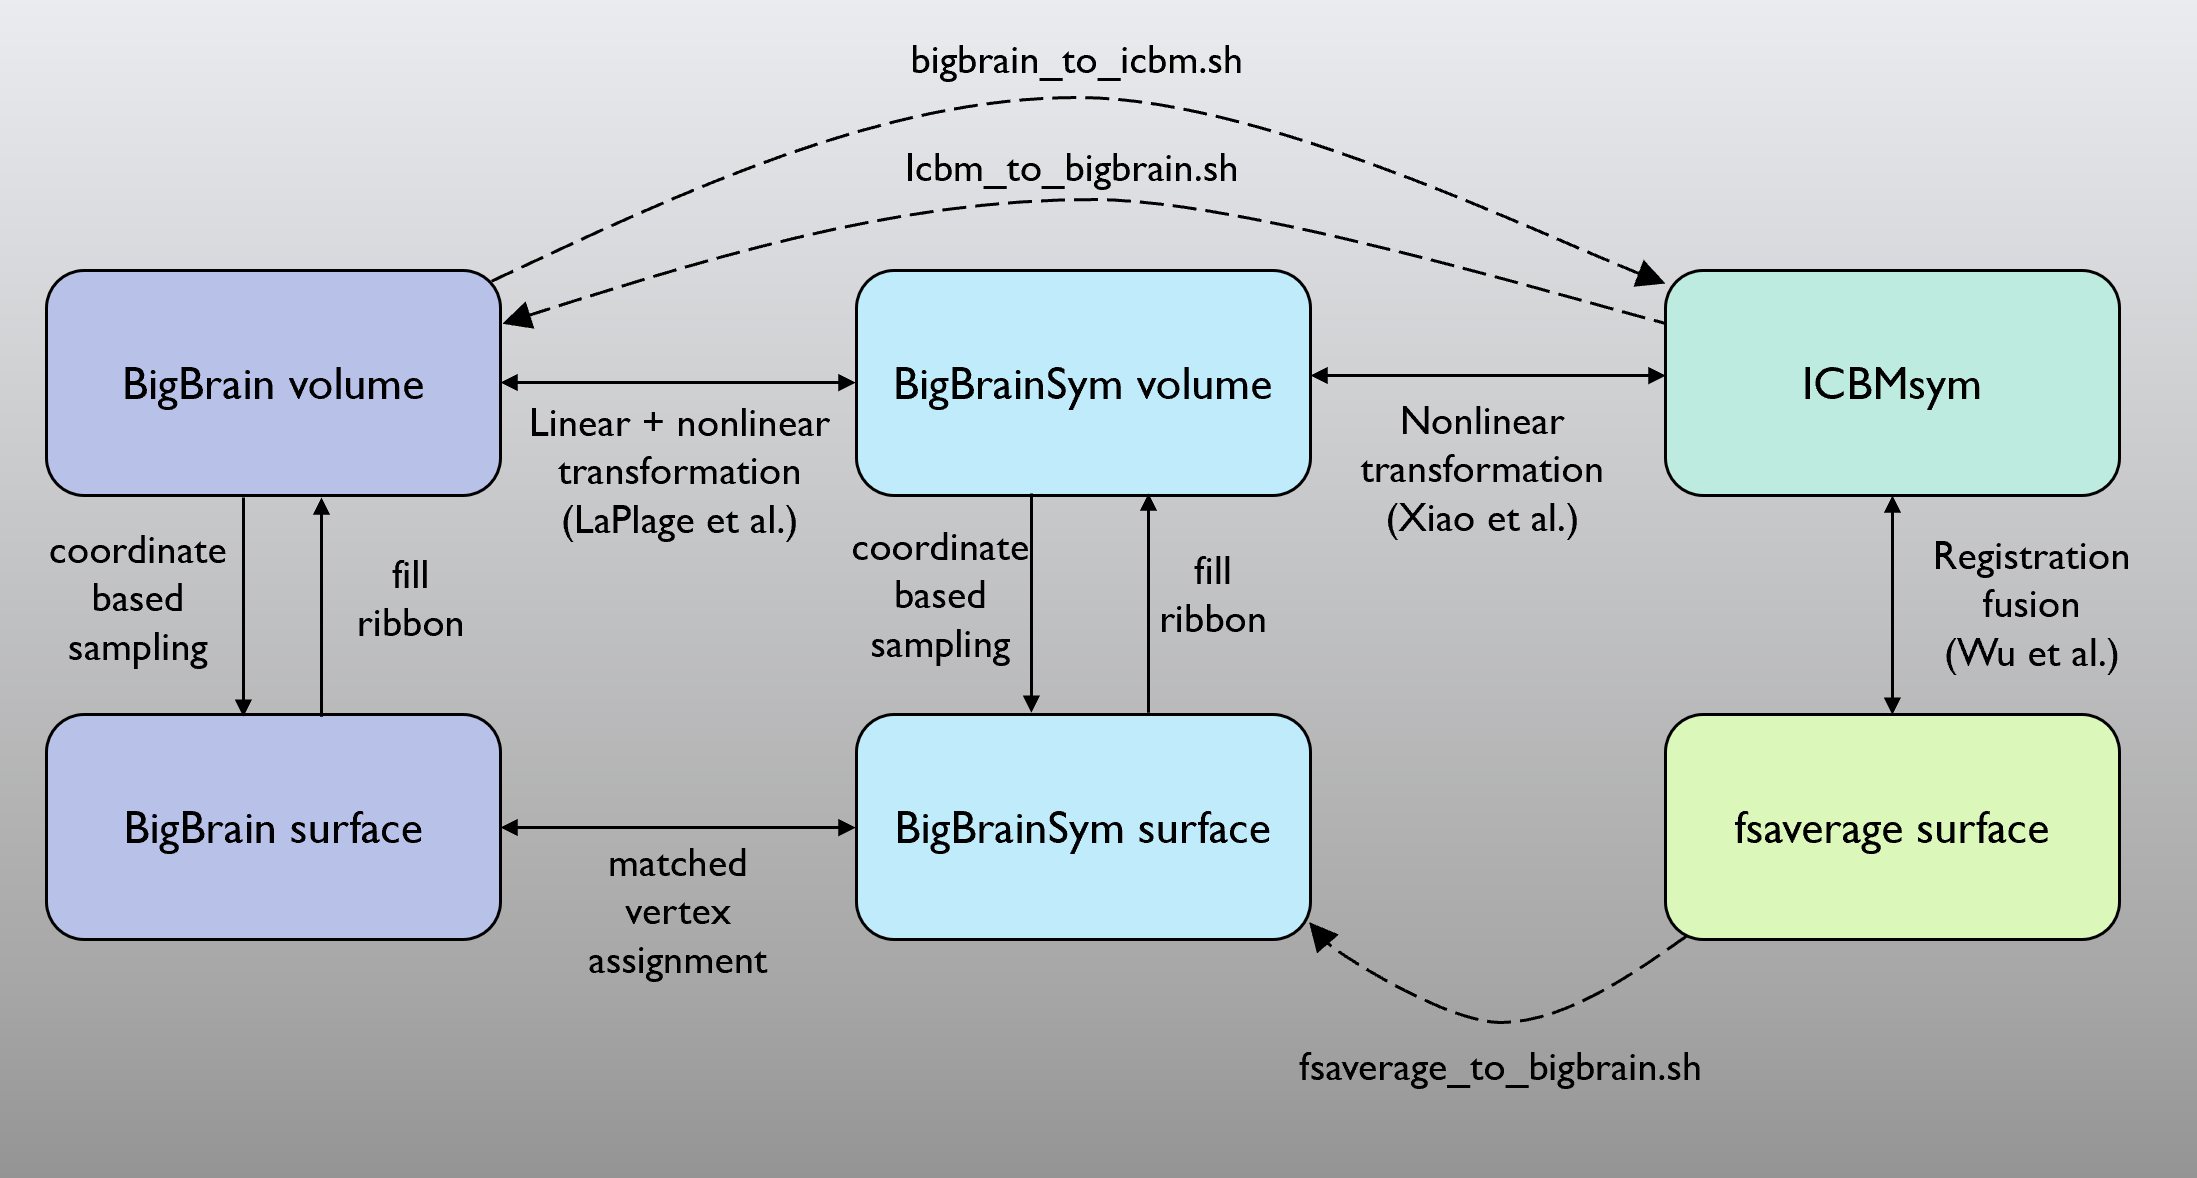 bigbrain_to_icbm.sh
Icbm_to_bigbrain.sh
BigBrain volume
BigBrainSym volume
ICBMsym
Linear + nonlinear
transformation
(LaPlage et al.)
Nonlinear
transformation
(Xiao et al.)
coordinate
based
sampling
fill
ribbon
coordinate
based
sampling
fill
ribbon
Registration
fusion
(Wu et al.)
BigBrain surface
BigBrainSym surface
fsaverage surface
matched
vertex
assignment
fsaverage_to_bigbrain.sh